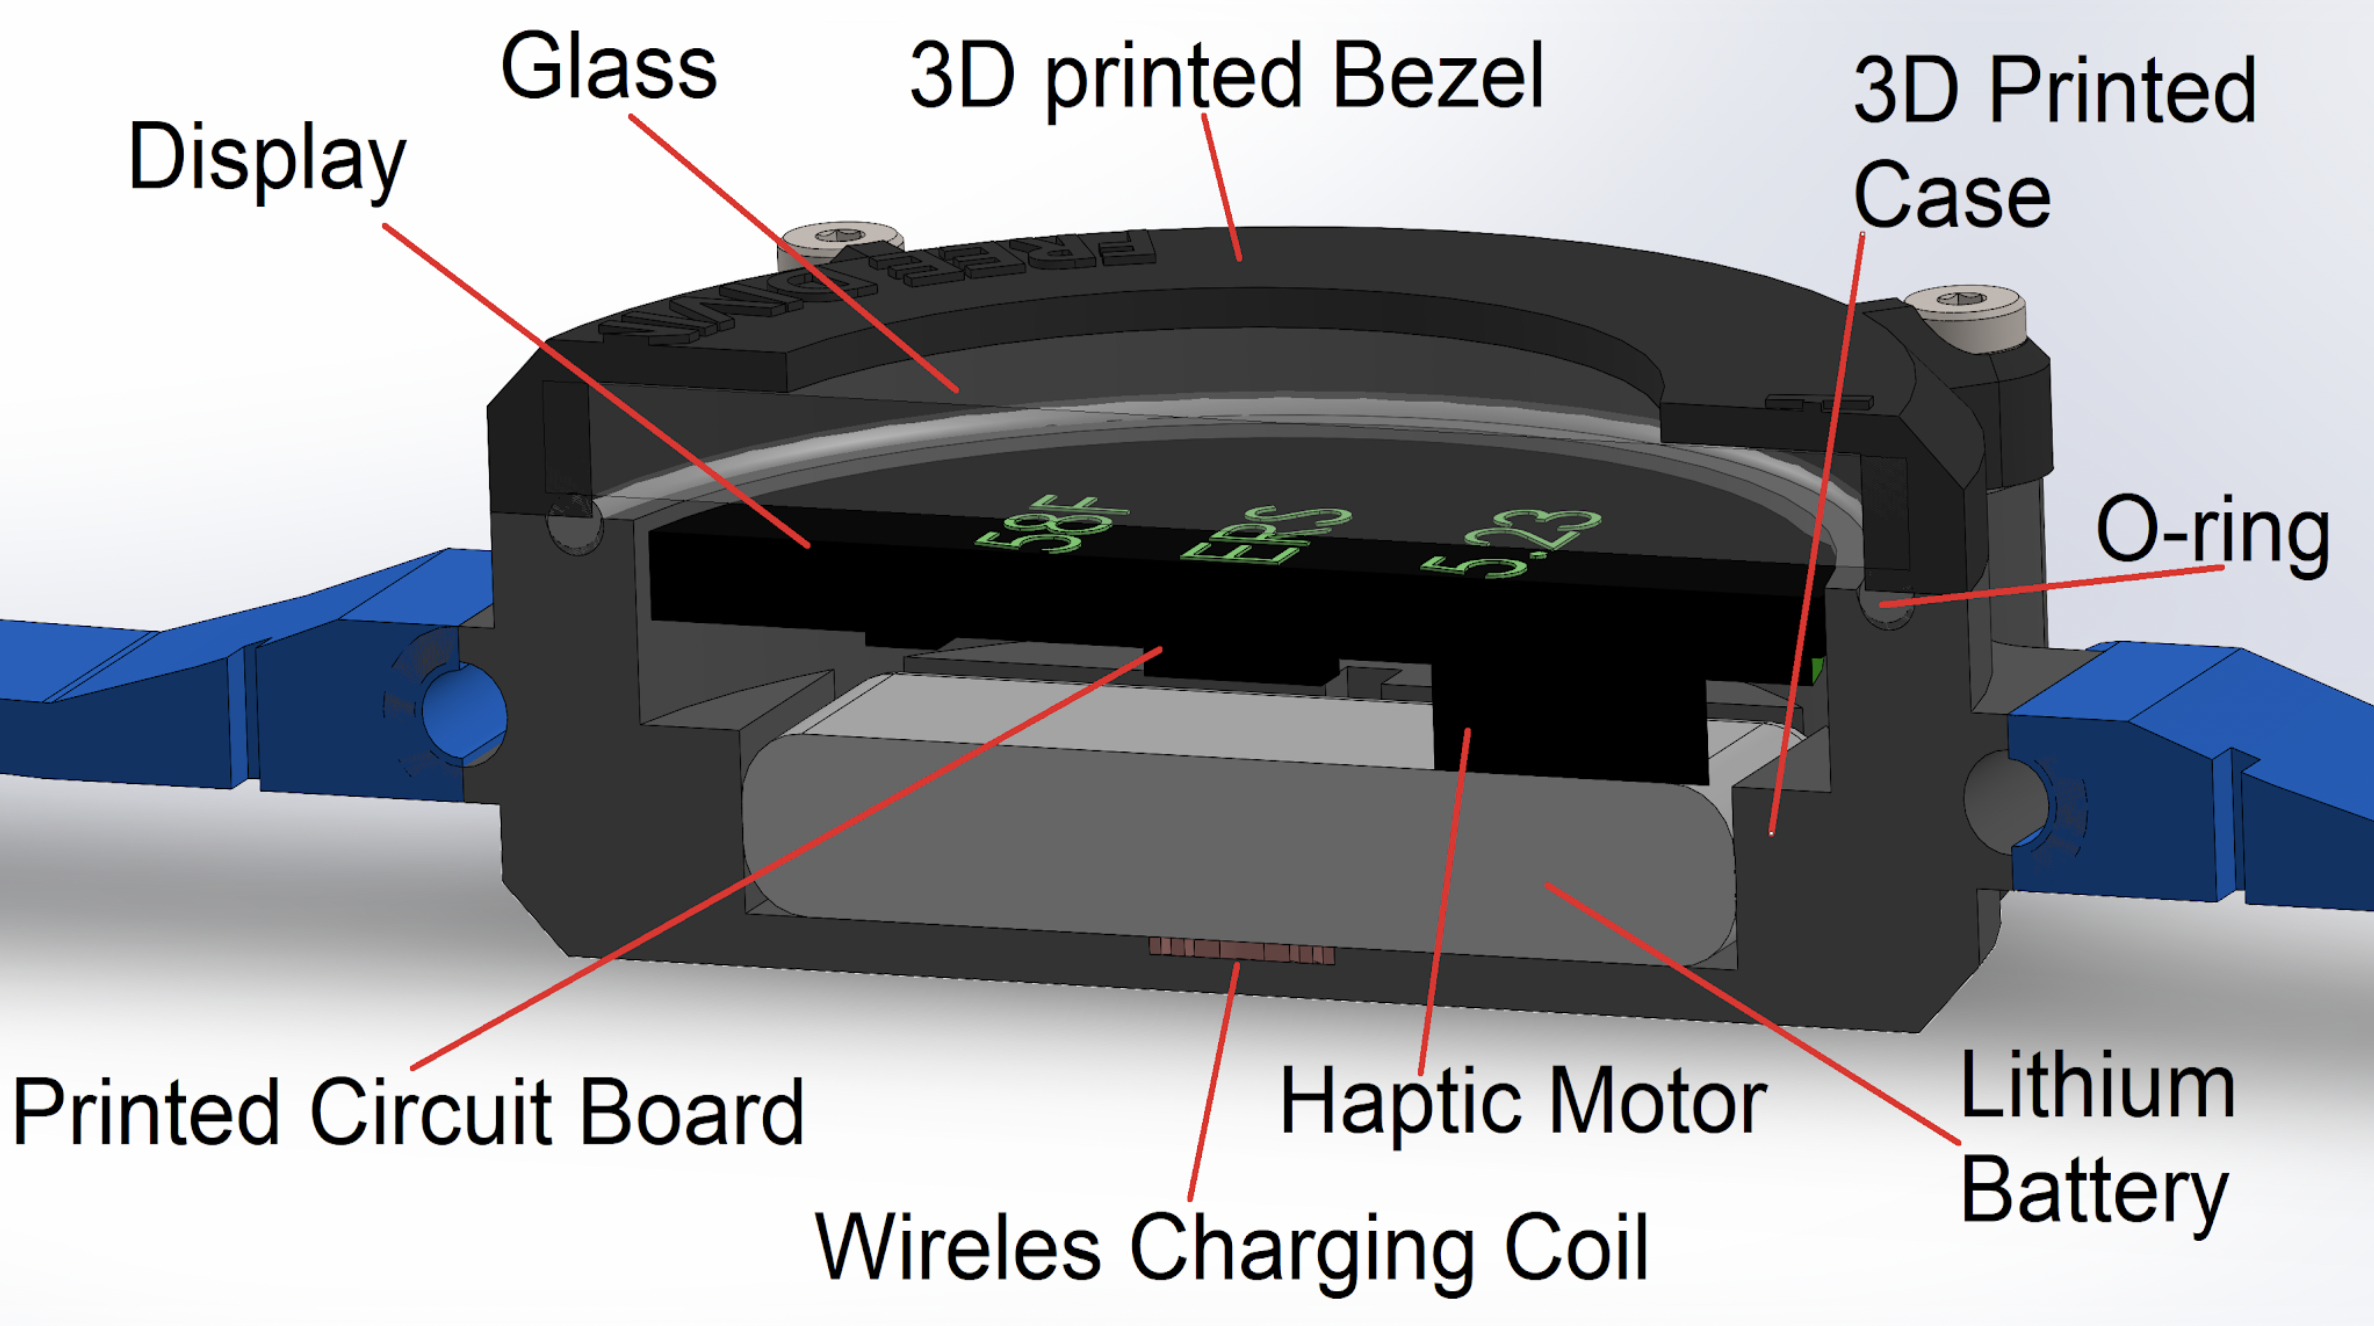 Glass
3D printed Bezel
3D Printed
Case
Display
FREEDIVIN
58F
ERS
5.23
O-ring
Printed Circuit Board
Haptic Motor
Lithium
Battery
Wireles Charging Coil